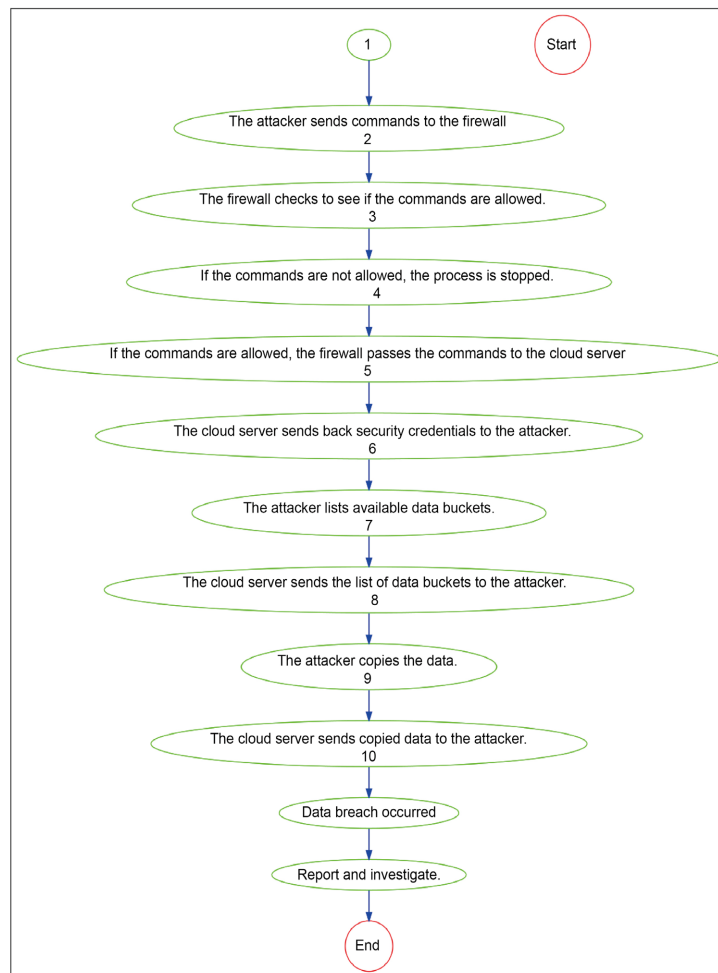 1
Start
The attacker sends commands to the firewall
2
The firewall checks to see if the commands are allowed.
3
If the commands are not allowed, the process is stopped.
4
If the commands are allowed, the firewall passes the commands to the cloud server
5
The cloud server sends back security credentials to the attacker.
6
The attacker lists available data buckets.
7
The cloud server sends the list of data buckets to the attacker.
8
The attacker copies the data.
9
The cloud server sends copied data to the attacker.
10
Data breach occurred
Report and investigate.
End